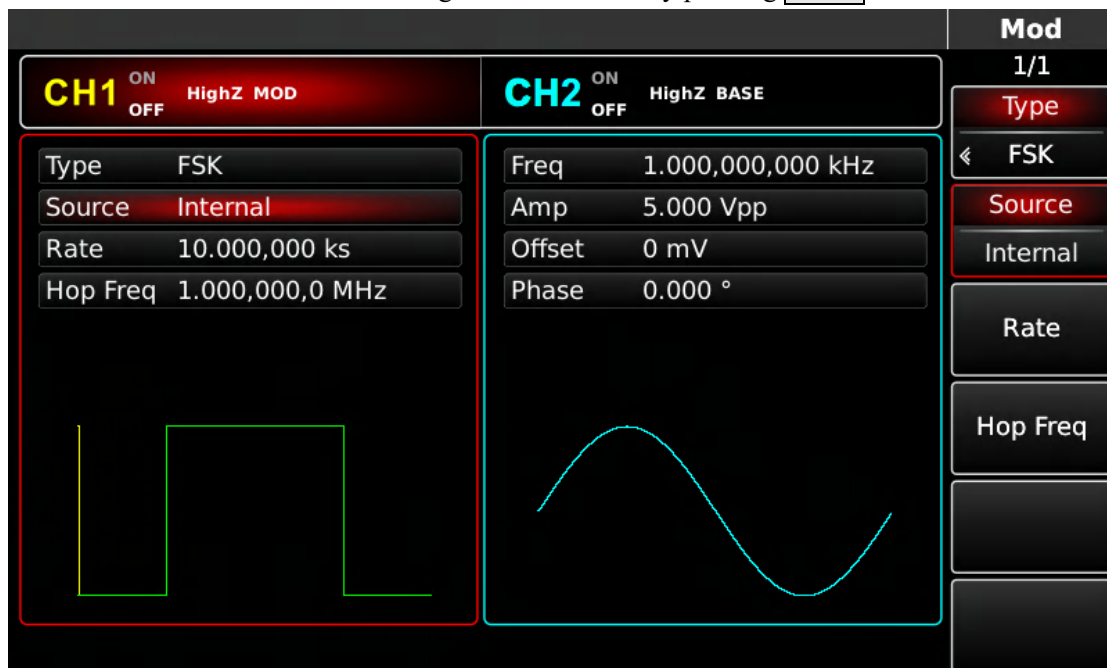 Mod
1/1
CH1 ON OFF HighZ MOD
CH2 ON OFF HighZ BASE
Type FSK
Source Internal
Rate 10.000,000 ks
Hop Freq 1.000,000,0 MHz
Freq 1.000,000,000 kHz
Amp 5.000 Vpp
Offset 0 mV
Phase 0.000 °
Type
« FSK
Source
Internal
Rate
Hop Freq